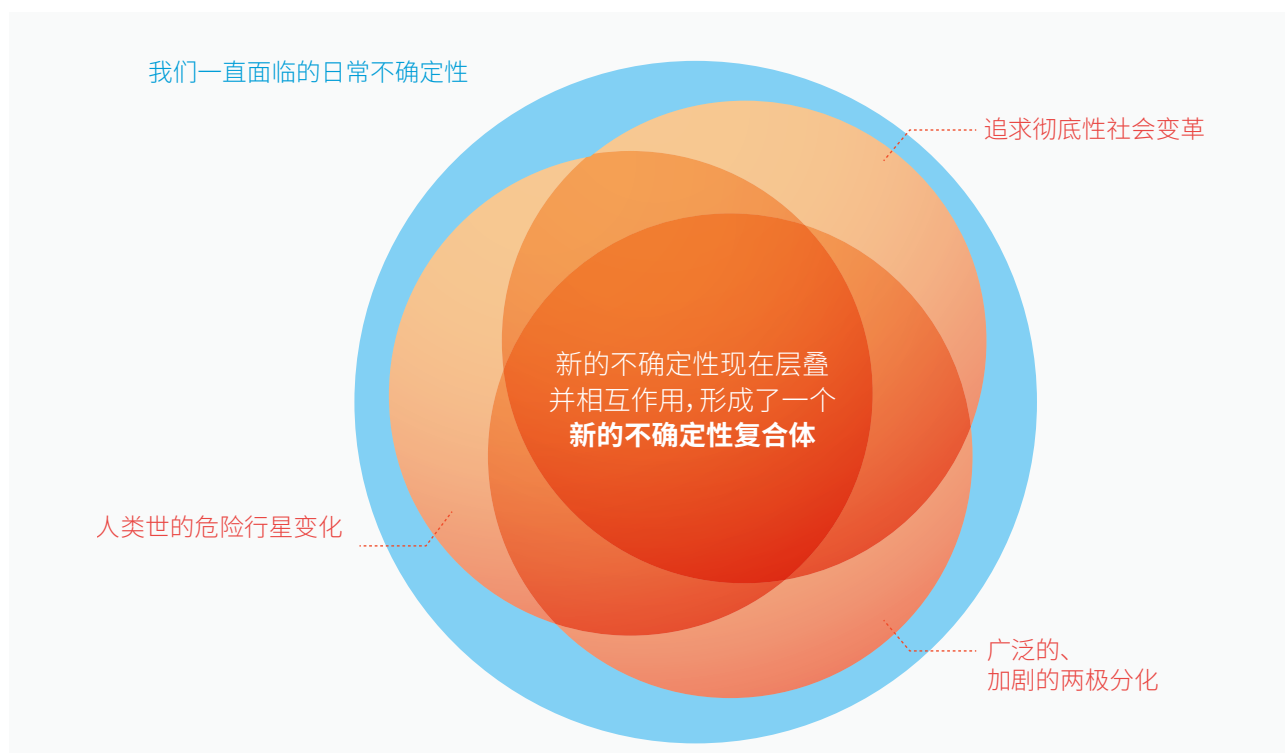 我们一直面临的日常不确定性
追求彻底性社会变革
新的不确定性现在层叠
并相互作用，形成了一个
新的不确定性复合体
人类世的危险行星变化
广泛的、
加剧的两极分化